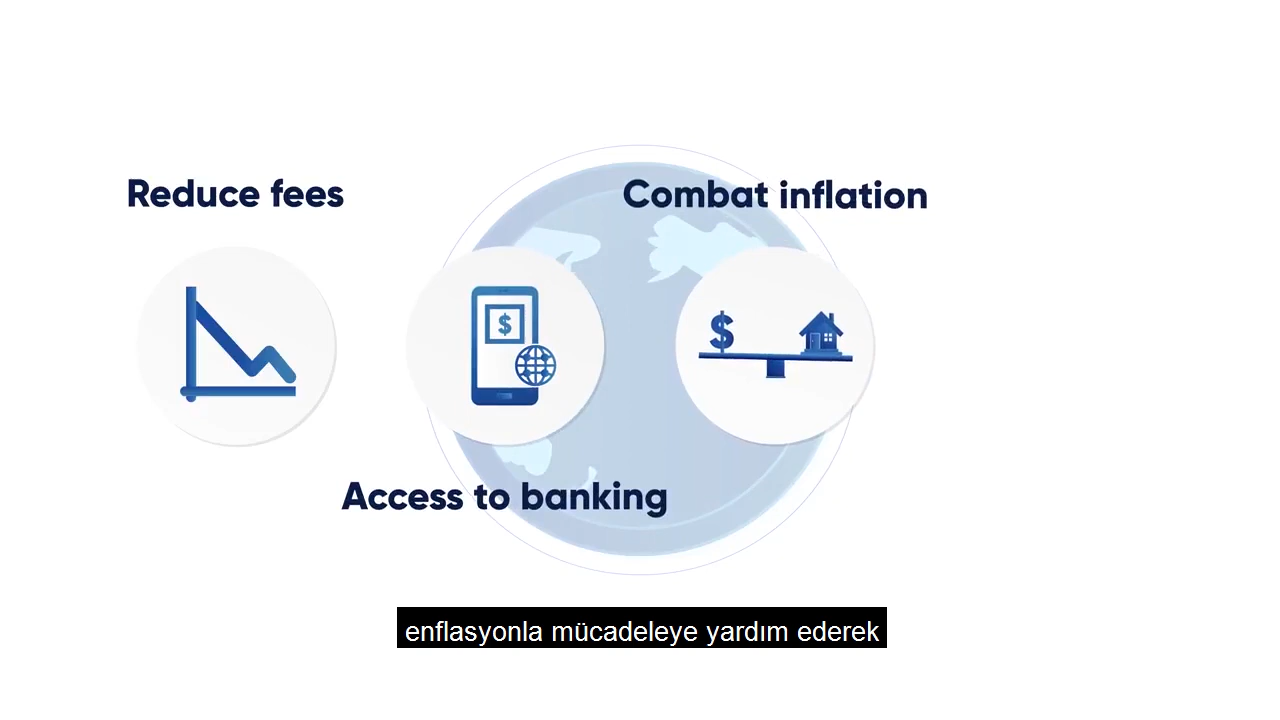 Reduce fees
Combat inflation
$
$
Access to banking
enflasyonla mücadeleye yardım ederek